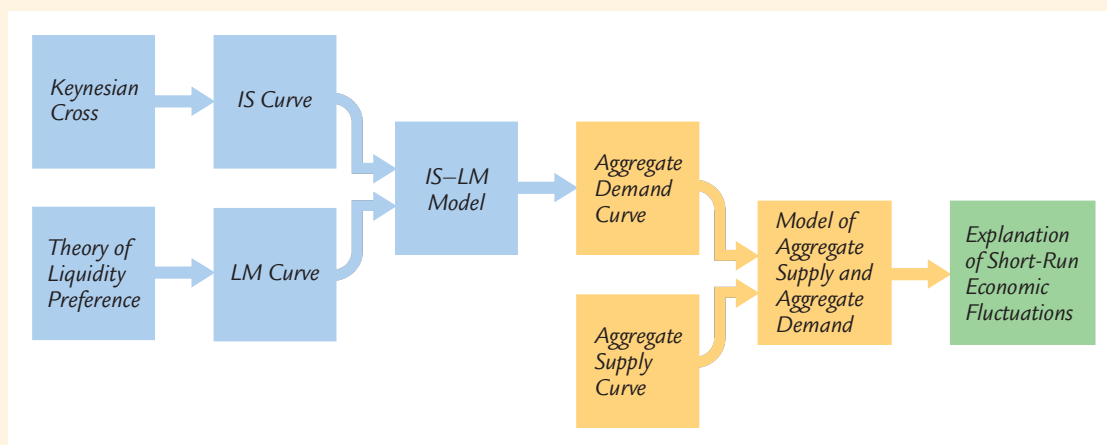 Keynesian
Cross
IS Curve
Theory of
Liquidity
Preference
LM Curve
IS–LM
Model
Aggregate
Demand
Curve
Aggregate
Supply
Curve
Model of
Aggregate
Supply and
Aggregate
Demand
Explanation
of Short-Run
Economic
Fluctuations